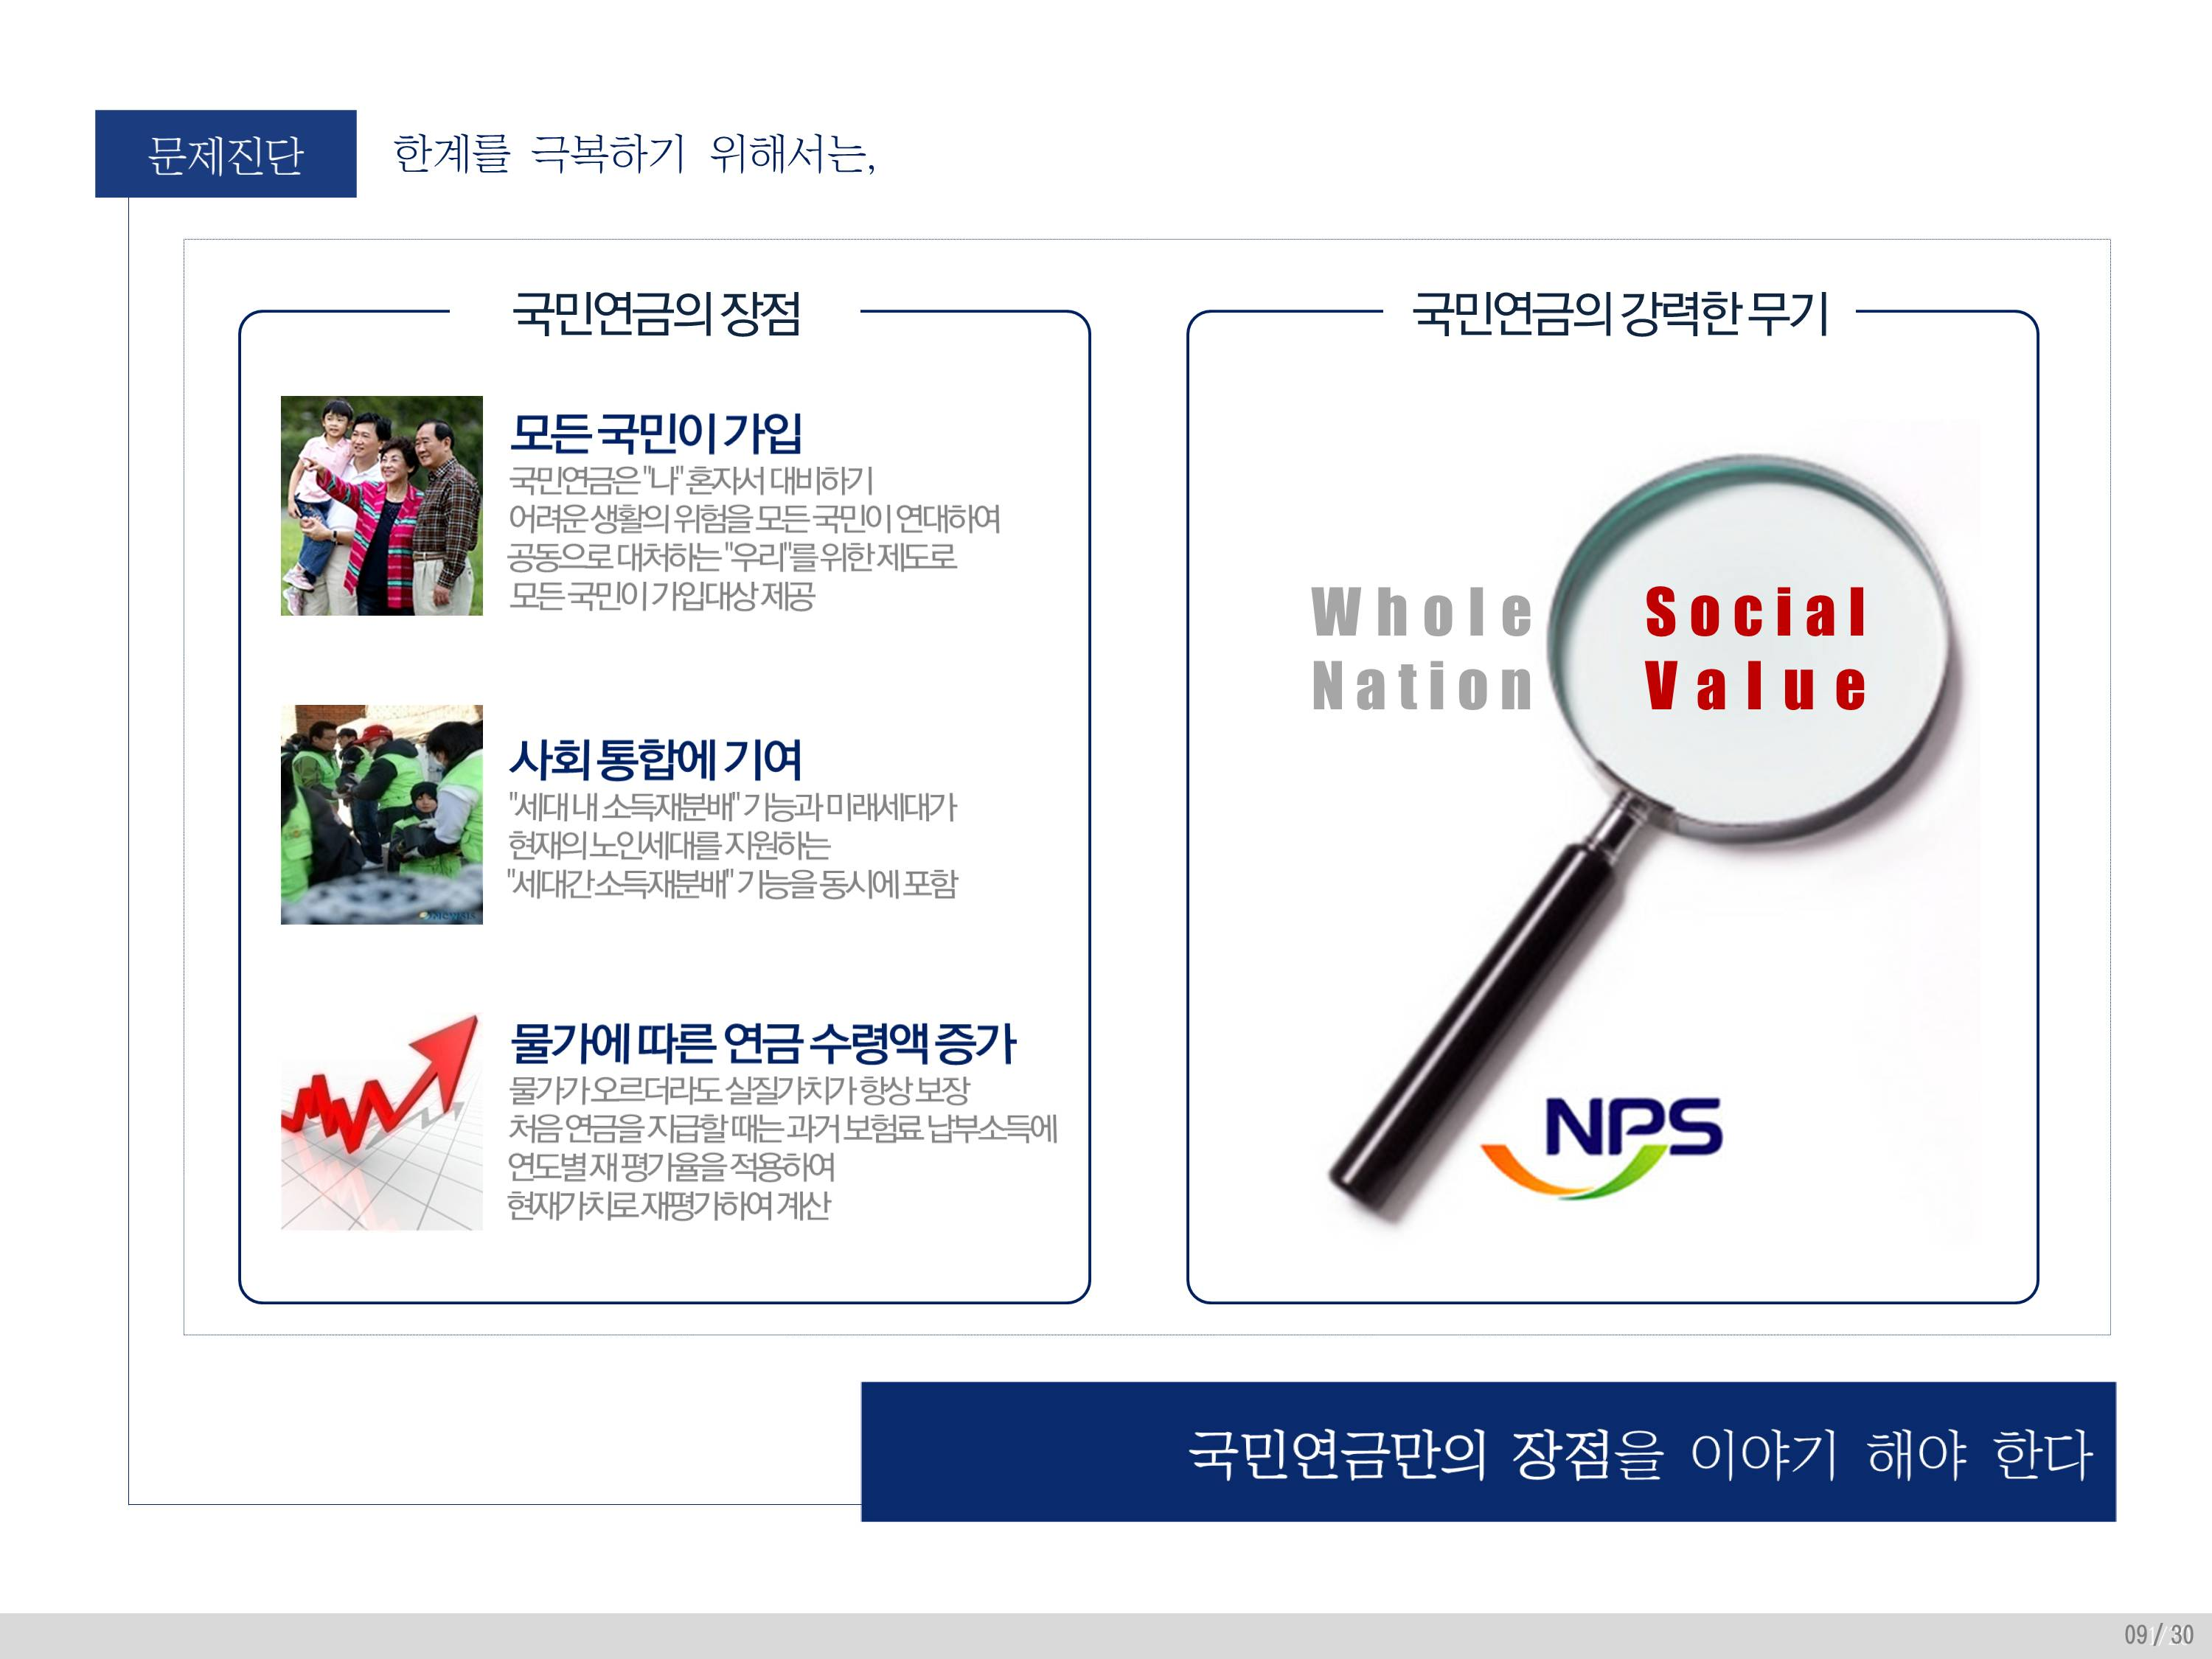 문제진단
한계를 극복하기 위해서는,
국민연금의 장점
모든 국민이 가입
국민연금은 "나" 혼자서 대비하기
어려운 생활의 위험을 모든 국민이 연대하여
공동으로 대처하는 "우리"를 위한 제도로
모든 국민이 가입대상 제공
사회 통합에 기여
"세대 내 소득재분배" 기능과 미래세대가
현재의 노인세대를 지원하는
"세대간 소득재분배" 기능을 동시에 포함
물가에 따른 연금 수령액 증가
물가가 오르더라도 실질가치가 항상 보장
처음 연금을 지급할 때는 과거 보험료 납부소득에
연도별 재 평가율을 적용하여
현재가치로 재평가하여 계산
국민연금의 강력한 무기
Whole
Nation
Social
Value
NPS
국민연금만의 장점을 이야기 해야 한다
09 / 30